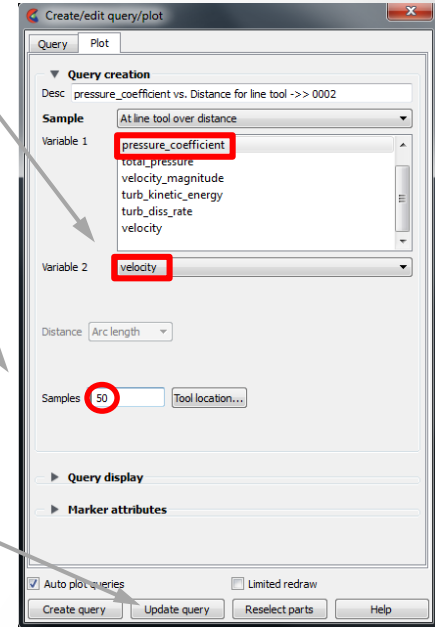 Create/edit query/plot
Query Plot
▼ Query creation
Desc pressure_coefficient vs. Distance for line tool ->> 0002
Sample At line tool over distance
Variable 1
pressure_coefficient
total_pressure
velocity_magnitude
turb_kinetic_energy
turb_diss_rate
velocity
Variable 2 velocity
Distance Arc length
Samples 50 Tool location...
▶ Query display
▶ Marker attributes
Auto plot queries Limited redraw
Create query Update query Reselect parts Help